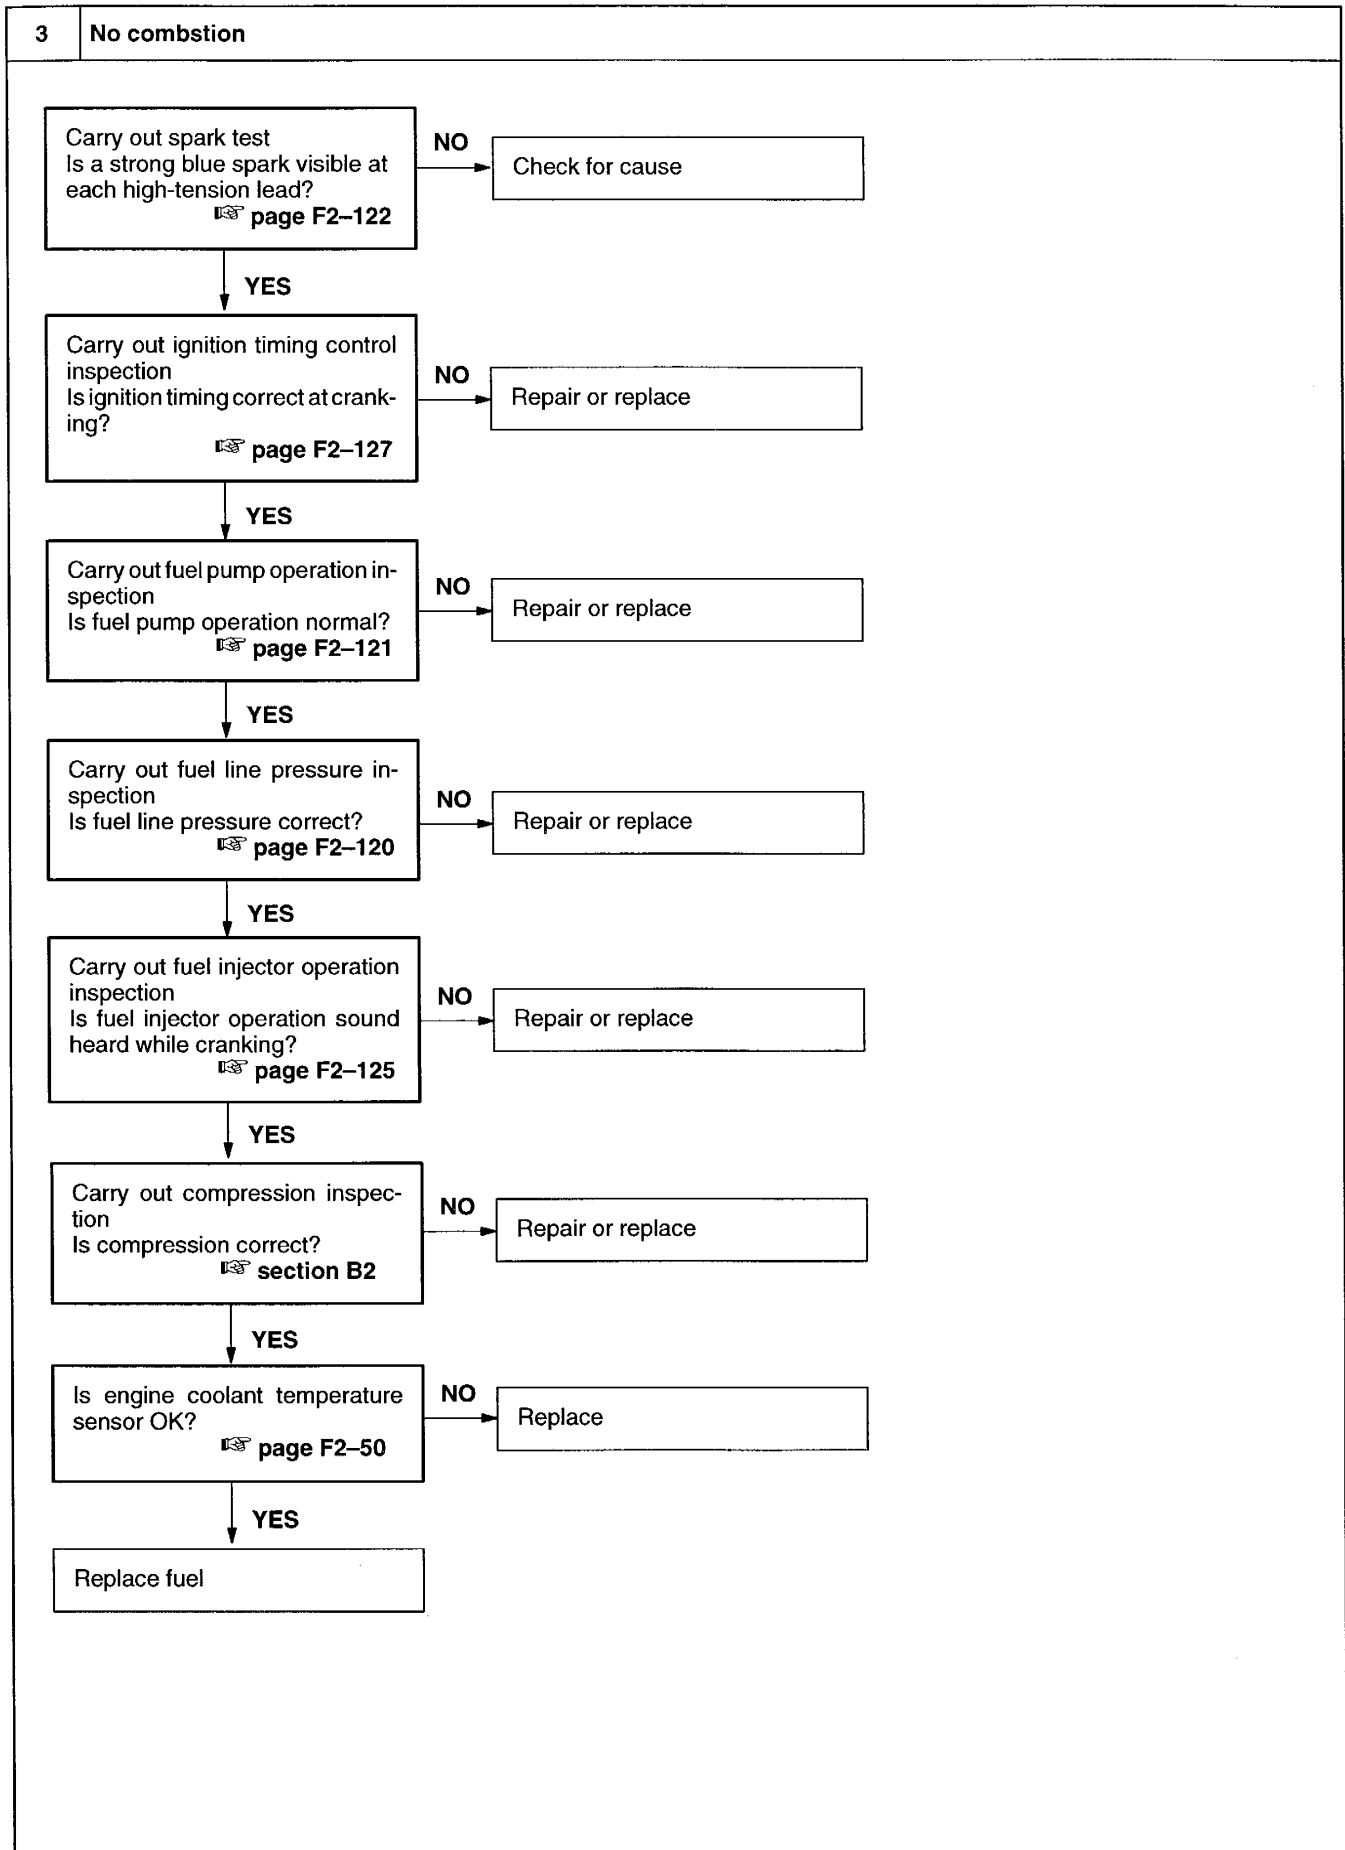 3 No combstion
Carry out spark test
Is a strong blue spark visible at
each high-tension lead?
☞ page F2–122
NO
Check for cause
YES
Carry out ignition timing control
inspection
Is ignition timing correct at crank-
ing?
☞ page F2–127
NO
Repair or replace
YES
Carry out fuel pump operation in-
spection
Is fuel pump operation normal?
☞ page F2–121
NO
Repair or replace
YES
Carry out fuel line pressure in-
spection
Is fuel line pressure correct?
☞ page F2–120
NO
Repair or replace
YES
Carry out fuel injector operation
inspection
Is fuel injector operation sound
heard while cranking?
☞ page F2–125
NO
Repair or replace
YES
Carry out compression inspec-
tion
Is compression correct?
☞ section B2
NO
Repair or replace
YES
Is engine coolant temperature
sensor OK?
☞ page F2–50
NO
Replace
YES
Replace fuel